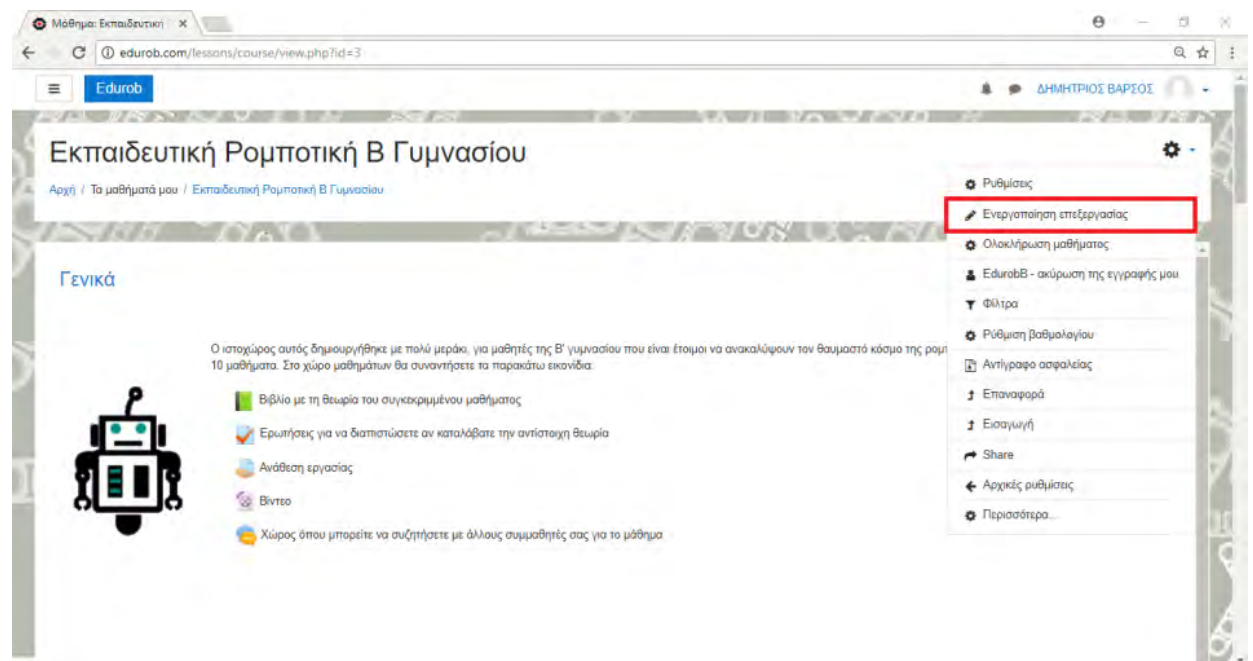 Μάθημα: Εκπαιδευτική
edurob.com/lessons/course/view.php?id=3
Edurob
ΔΗΜΗΤΡΙΟΣ ΒΑΡΣΟΣ
Εκπαιδευτική Ρομποτική Β Γυμνασίου
Αρχή / Τα μαθήματά μου / Εκπαιδευτική Ρομποτική Β Γυμνασίου
Ρυθμίσεις
Ενεργοποίηση επεξεργασίας
Ολοκλήρωση μαθήματος
EdurobB - ακύρωση της εγγραφής μου
Φίλτρα
Ρύθμιση βαθμολογίου
Αντίγραφο ασφαλείας
Επαναφορά
Εισαγωγή
Share
Αρχικές ρυθμίσεις
Περισσότερα...
Γενικά
Ο ιστοχώρος αυτός δημιουργήθηκε με πολύ μεράκι, για μαθητές της Β' γυμνασίου που είναι έτοιμοι να ανακαλύψουν τον θαυμαστό κόσμο της ρομπ
10 μαθήματα. Στο χώρο μαθημάτων θα συναντήσετε τα παρακάτω εικονίδια:
Βιβλίο με τη θεωρία του συγκεκριμμένου μαθήματος
Ερωτήσεις για να διαπιστώσετε αν καταλάβατε την αντίστοιχη θεωρία
Ανάθεση εργασίας
Βίντεο
Χώρος όπου μπορείτε να συζητήσετε με άλλους συμμαθητές σας για το μάθημα